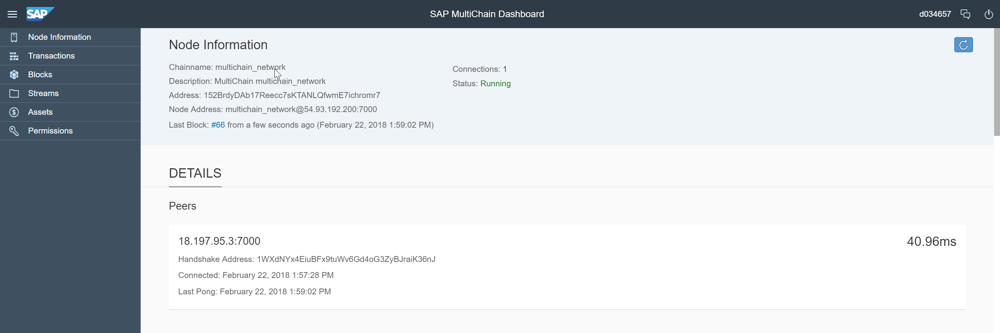 SAP
SAP MultiChain Dashboard
d034657
Node Information
Transactions
Blocks
Streams
Assets
Permissions
Node Information
Chainname: multichain_network
Description: MultiChain multichain_network
Address: 152BrdyDAb17Reecc7sKTANLQfwmE7ichromr7
Node Address: multichain_network@54.93.192.200:7000
Last Block: #66 from a few seconds ago (February 22, 2018 1:59:02 PM)
Connections: 1
Status: Running
DETAILS
Peers
18.197.95.3:7000
40.96ms
Handshake Address: 1WXdNYx4EiuBFx9tuWv6Gd4oG3ZyBJraiK36nJ
Connected: February 22, 2018 1:57:28 PM
Last Pong: February 22, 2018 1:59:02 PM